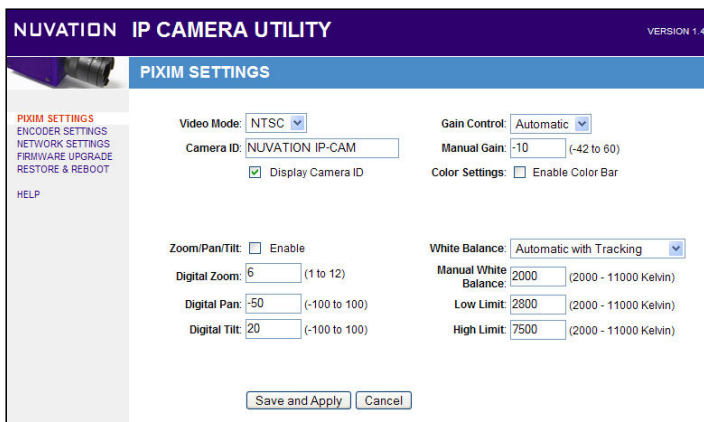 NUVATION IP CAMERA UTILITY
VERSION 1.4
PIXIM SETTINGS
PIXIM SETTINGS
ENCODER SETTINGS
NETWORK SETTINGS
FIRMWARE UPGRADE
RESTORE & REBOOT
HELP
Video Mode: NTSC
Camera ID: NUVATION IP-CAM
Display Camera ID
Gain Control: Automatic
Manual Gain: -10 (-42 to 60)
Color Settings: Enable Color Bar
Zoom/Pan/Tilt: Enable
Digital Zoom: 6 (1 to 12)
Digital Pan: -50 (-100 to 100)
Digital Tilt: 20 (-100 to 100)
White Balance: Automatic with Tracking
Manual White
Balance: 2000 (2000 - 11000 Kelvin)
Low Limit: 2800 (2000 - 11000 Kelvin)
High Limit: 7500 (2000 - 11000 Kelvin)
Save and Apply Cancel